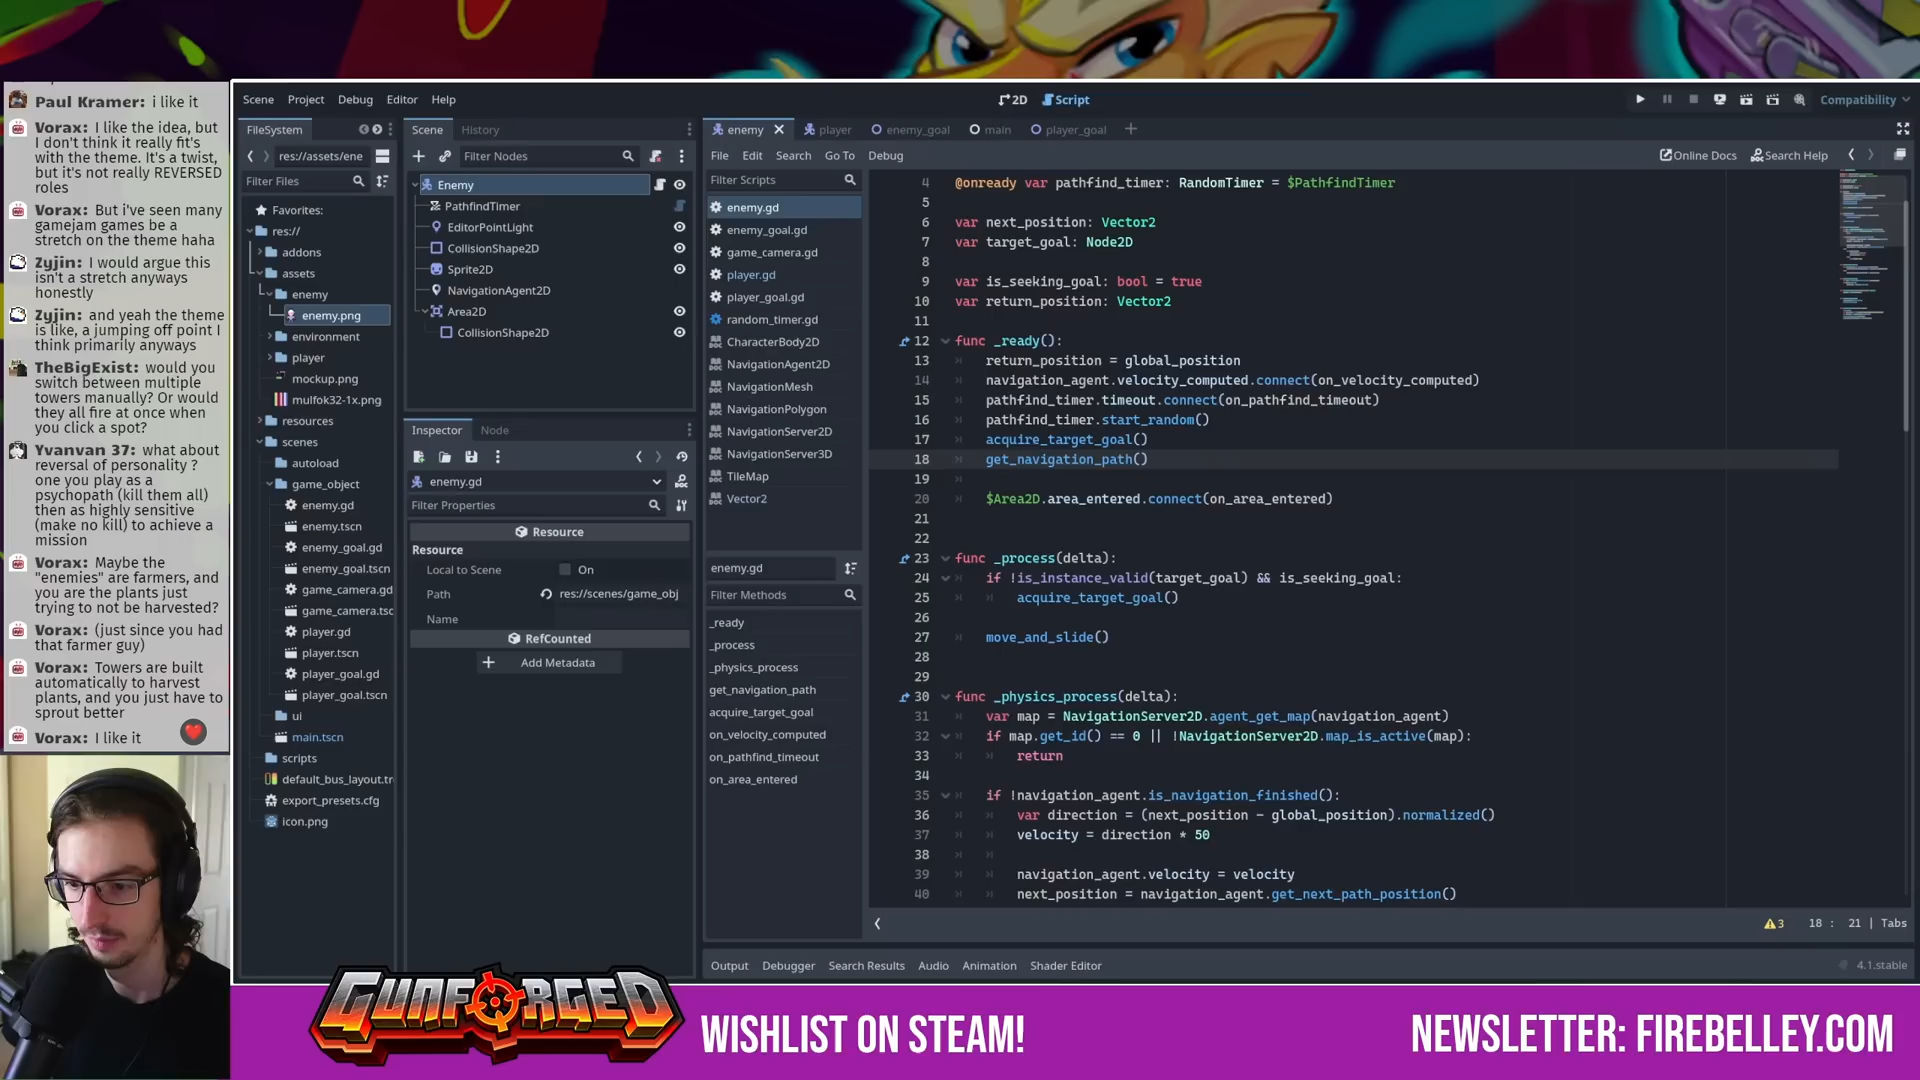 Paul Kramer: i like it
Vorax: I like the idea, but
I don't think it really fit's
with the theme. It's a twist,
but it's not really REVERSED
roles
Vorax: But i've seen many
gamejam games be a
stretch on the theme haha
Zyjin: I would argue this
isn't a stretch anyways
honestly
Zyjin: and yeah the theme
is like, a jumping off point I
think primarily anyways
TheBigExist: would you
switch between multiple
towers manually? Or would
they all fire at once when
you click a spot?
Yvanvan 37: what about
reversal of personality ?
one you play as a
psychopath (kill them all)
then as highly sensitive
(make no kill) to achieve a
mission
Vorax: Maybe the
"enemies" are farmers, and
you are the plants just
trying to not be harvested?
Vorax: (just since you had
that farmer guy)
Vorax: Towers are built
automatically to harvest
plants, and you just have to
sprout better
Vorax: I like it
Scene Project Debug Editor Help
2D Script
Compatibility
FileSystem
res://assets/ene
Filter Files
Favorites:
res://
addons
assets
enemy
enemy.png
environment
player
mockup.png
mulfok32-1x.png
resources
scenes
autoload
game_object
enemy.gd
enemy.tscn
enemy_goal.gd
enemy_goal.tscn
game_camera.gd
game_camera.tsc
player.gd
player.tscn
player_goal.gd
player_goal.tscn
ui
main.tscn
scripts
default_bus_layout.tr
export_presets.cfg
icon.png
Scene History
Filter Nodes
Enemy
PathfindTimer
EditorPointLight
CollisionShape2D
Sprite2D
NavigationAgent2D
Area2D
CollisionShape2D
Inspector Node
enemy.gd
Filter Properties
Resource
Resource
Local to Scene On
Path res://scenes/game_obj
Name
RefCounted
Add Metadata
enemy player enemy_goal main player_goal
File Edit Search Go To Debug
Online Docs Search Help
Filter Scripts
enemy.gd
enemy_goal.gd
game_camera.gd
player.gd
player_goal.gd
random_timer.gd
CharacterBody2D
NavigationAgent2D
NavigationMesh
NavigationPolygon
NavigationServer2D
NavigationServer3D
TileMap
Vector2
enemy.gd
Filter Methods
_ready
_process
_physics_process
get_navigation_path
acquire_target_goal
on_velocity_computed
on_pathfind_timeout
on_area_entered
4 @onready var pathfind_timer: RandomTimer = $PathfindTimer
5
6 var next_position: Vector2
7 var target_goal: Node2D
8
9 var is_seeking_goal: bool = true
10 var return_position: Vector2
11
12 func _ready():
13 return_position = global_position
14 navigation_agent.velocity_computed.connect(on_velocity_computed)
15 pathfind_timer.timeout.connect(on_pathfind_timeout)
16 pathfind_timer.start_random()
17 acquire_target_goal()
18 get_navigation_path()
19
20 $Area2D.area_entered.connect(on_area_entered)
21
22
23 func _process(delta):
24 if !is_instance_valid(target_goal) && is_seeking_goal:
25 acquire_target_goal()
26
27 move_and_slide()
28
29
30 func _physics_process(delta):
31 var map = NavigationServer2D.agent_get_map(navigation_agent)
32 if map.get_id() == 0 || !NavigationServer2D.map_is_active(map):
33 return
34
35 if !navigation_agent.is_navigation_finished():
36 var direction = (next_position - global_position).normalized()
37 velocity = direction * 50
38
39 navigation_agent.velocity = velocity
40 next_position = navigation_agent.get_next_path_position()
3 18 : 21 | Tabs
Output Debugger Search Results Audio Animation Shader Editor
4.1.stable
GUNFORGED
WISHLIST ON STEAM!
NEWSLETTER: FIREBELLEY.COM